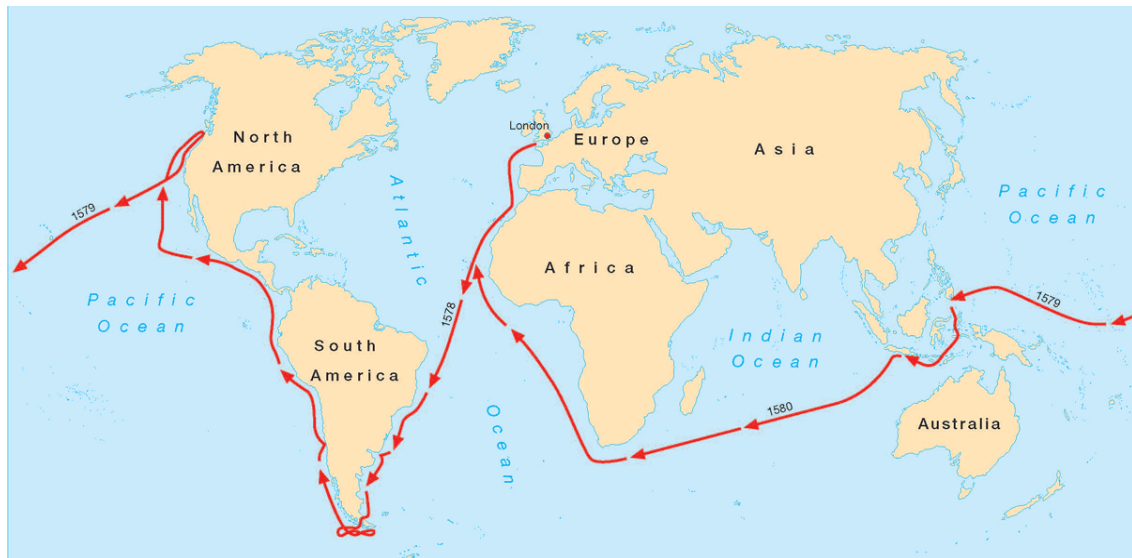 London
North
America
Europe
Asia
Atlantic
Ocean
Pacific
Ocean
1579
Africa
Pacific
Ocean
1579
1578
South
America
Indian
Ocean
1580
Australia